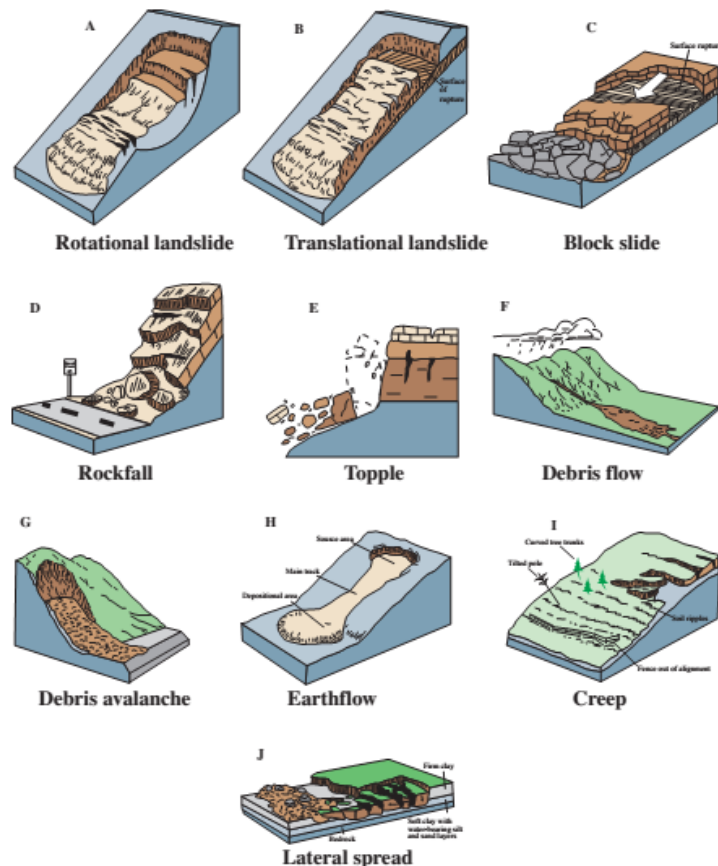 A
B
C
Surface rupture
Surface
of
rupture
Rotational landslide
Translational landslide
Block slide
D
E
F
Rockfall
Topple
Debris flow
G
H
I
Source area
Main track
Depositional area
Curved tree trunks
Tilted pole
Soil ripples
Fence out of alignment
Debris avalanche
Earthflow
Creep
J
Firm clay
Soft clay with
water-bearing silt
and sand layers
Bedrock
Lateral spread